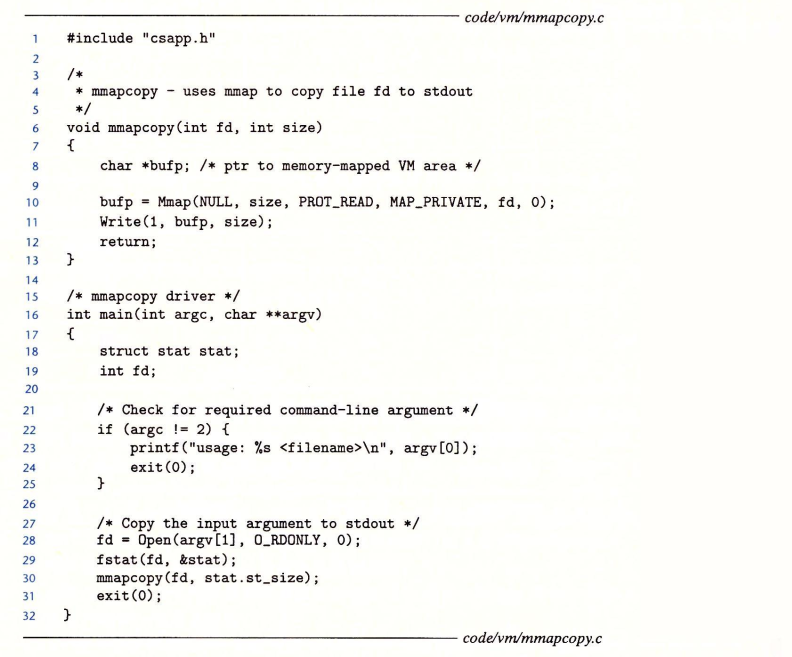 code/vm/mmapcopy.c
1 #include "csapp.h"
2
3 /*
4  * mmapcopy - uses mmap to copy file fd to stdout
5  */
6 void mmapcopy(int fd, int size)
7 {
8     char *bufp; /* ptr to memory-mapped VM area */
9
10     bufp = Mmap(NULL, size, PROT_READ, MAP_PRIVATE, fd, 0);
11     Write(1, bufp, size);
12     return;
13 }
14
15 /* mmapcopy driver */
16 int main(int argc, char **argv)
17 {
18     struct stat stat;
19     int fd;
20
21     /* Check for required command-line argument */
22     if (argc != 2) {
23         printf("usage: %s <filename>\n", argv[0]);
24         exit(0);
25     }
26
27     /* Copy the input argument to stdout */
28     fd = Open(argv[1], O_RDONLY, 0);
29     fstat(fd, &stat);
30     mmapcopy(fd, stat.st_size);
31     exit(0);
32 }
code/vm/mmapcopy.c